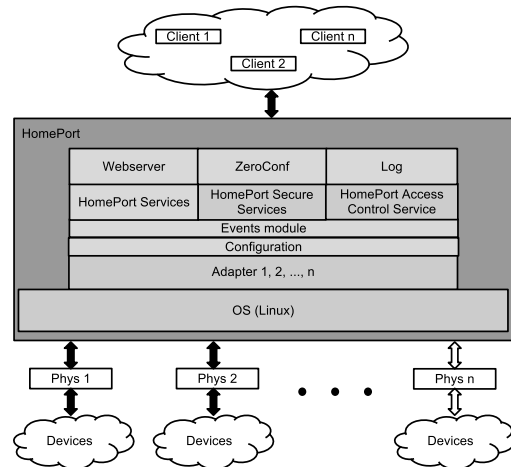 Client 1
Client n
Client 2
HomePort
Webserver
ZeroConf
Log
HomePort Services
HomePort Secure
Services
HomePort Access
Control Service
Events module
Configuration
Adapter 1, 2, ..., n
OS (Linux)
Phys 1
Phys 2
Phys n
Devices
Devices
Devices